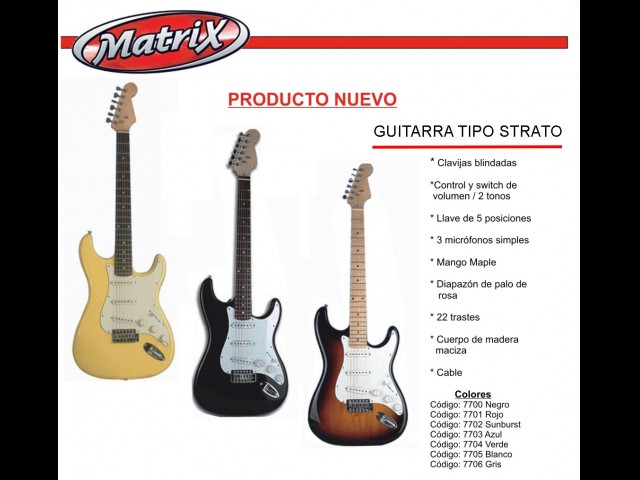 MatriX
PRODUCTO NUEVO
GUITARRA TIPO STRATO
* Clavijas blindadas
*Control y switch de
volumen / 2 tonos
* Llave de 5 posiciones
* 3 micrófonos simples
* Mango Maple
* Diapazón de palo de
rosa
* 22 trastes
* Cuerpo de madera
maciza
* Cable
Colores
Código: 7700 Negro
Código: 7701 Rojo
Código: 7702 Sunburst
Código: 7703 Azul
Código: 7704 Verde
Código: 7705 Blanco
Código: 7706 Gris